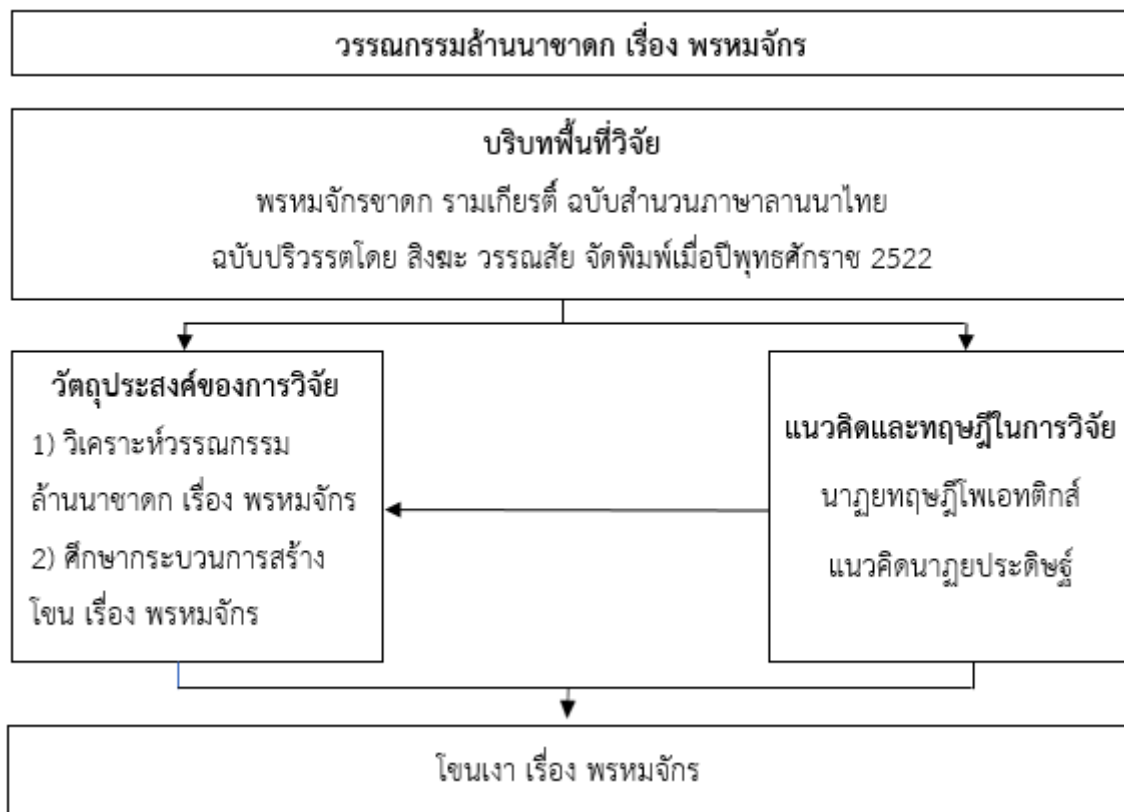 วรรณกรรมล้านนาชาดก เรื่อง พรหมจักร
บริบทพื้นที่วิจัย
พรหมจักรชาดก รามเกียรติ์ ฉบับสำนวนภาษาลานนาไทย
ฉบับปริวรรตโดย สิงฆะ วรรณสัย จัดพิมพ์เมื่อปีพุทธศักราช 2522
วัตถุประสงค์ของการวิจัย
1) วิเคราะห์วรรณกรรม
ล้านนาชาดก เรื่อง พรหมจักร
2) ศึกษากระบวนการสร้าง
โขน เรื่อง พรหมจักร
แนวคิดและทฤษฎีในการวิจัย
นาฏยทฤษฎีโพเอทติกส์
แนวคิดนาฏยประดิษฐ์
โขนเงา เรื่อง พรหมจักร